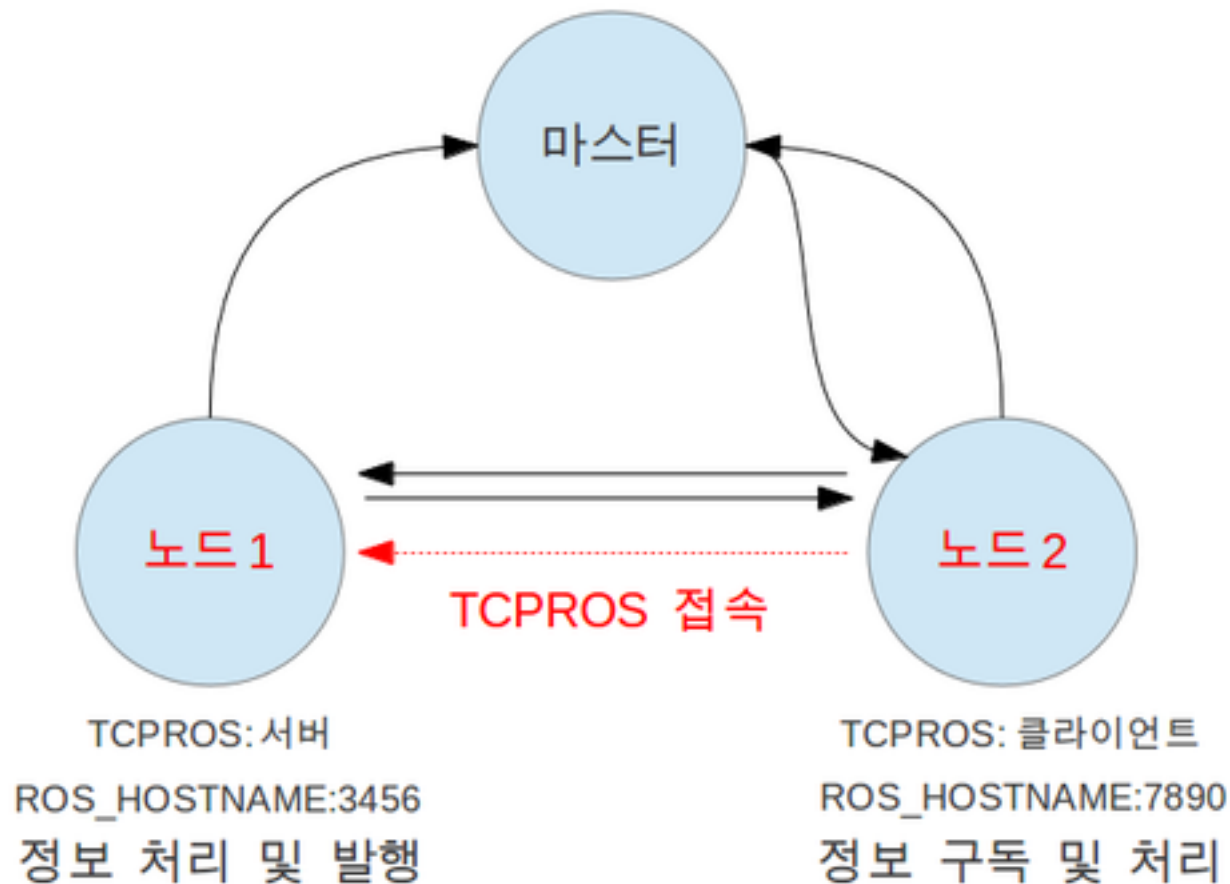 마스터
노드1
노드2
TCPROS 접속
TCPROS: 서버
ROS_HOSTNAME:3456
정보 처리 및 발행
TCPROS: 클라이언트
ROS_HOSTNAME:7890
정보 구독 및 처리